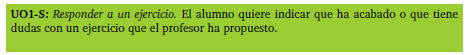 UO1-S: Responder a un ejercicio. El alumno quiere indicar que ha acabado o que tiene
dudas con un ejercicio que el profesor ha propuesto.